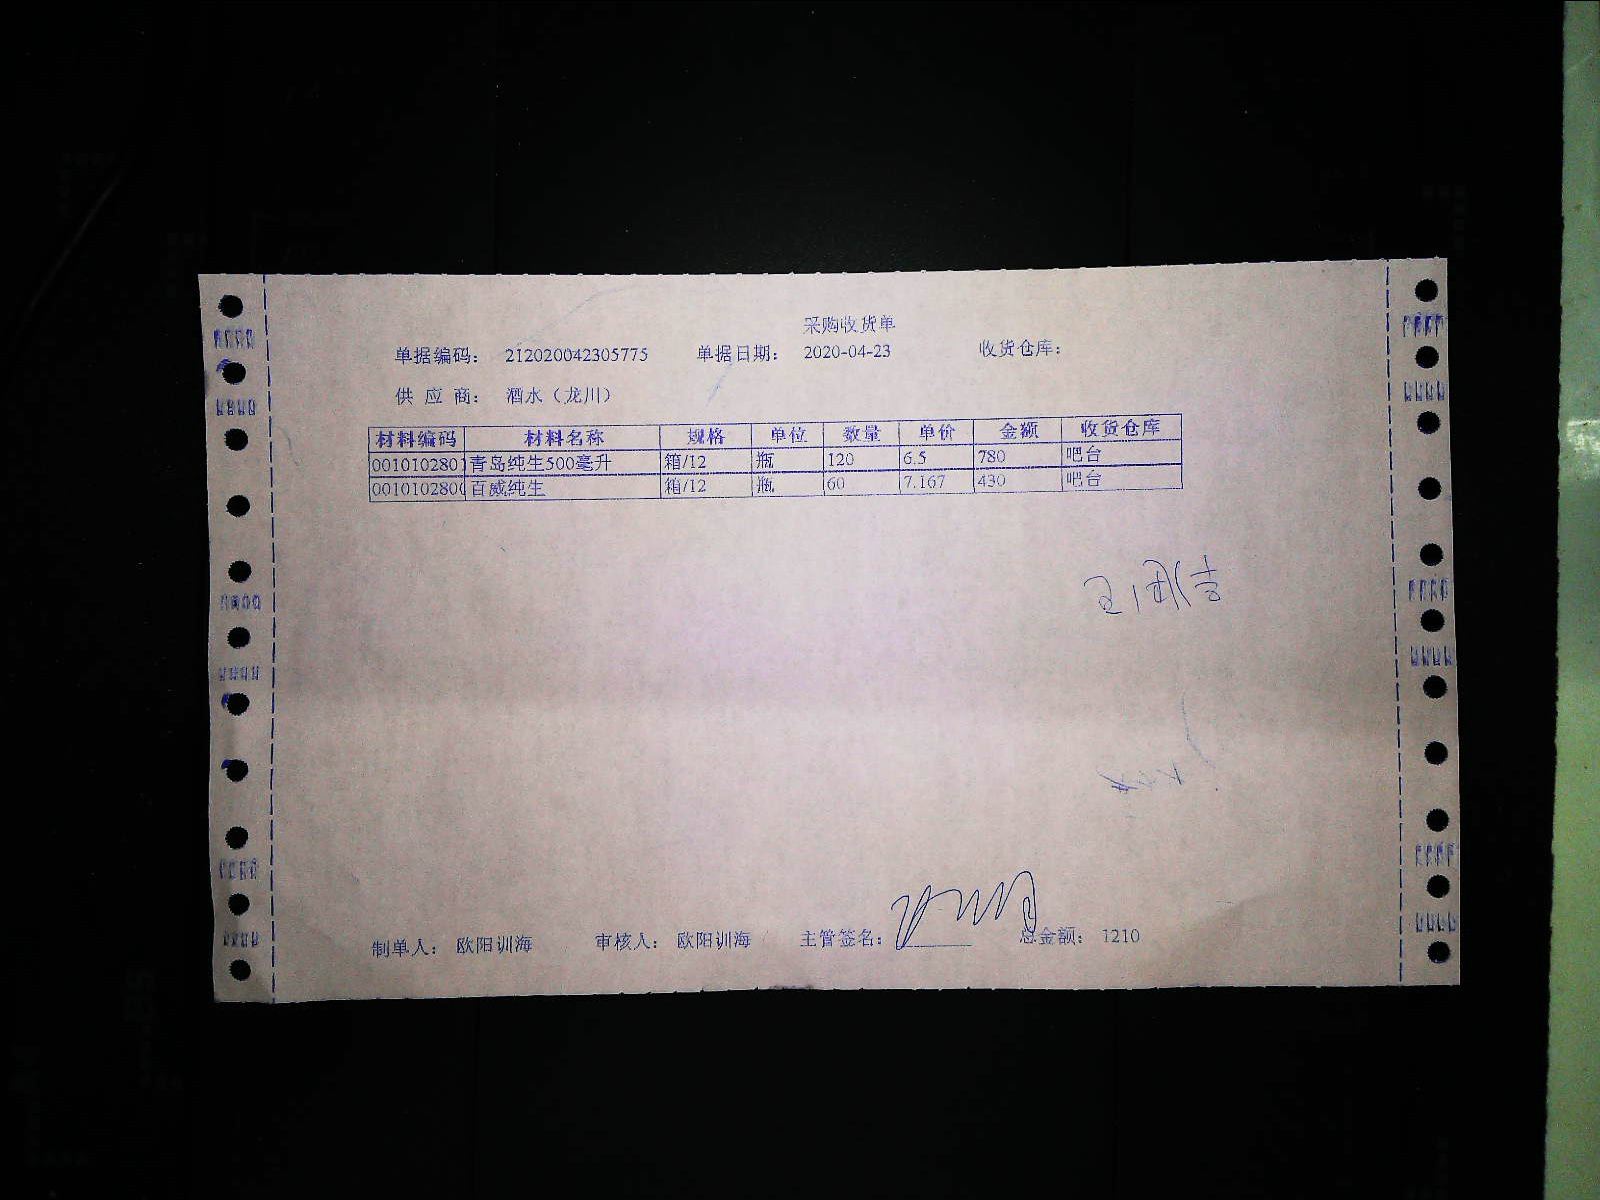 采购收货单
单据编码： 212020042305775 单据日期： 2020-04-23 收货仓库：
供 应 商： 酒水（龙川）
材料编码 材料名称 规格 单位 数量 单价 金额 收货仓库
0010102801 青岛纯生500毫升 箱/12 瓶 120 6.5 780 吧台
001010280 百威纯生 箱/12 瓶 60 7.167 430 吧台
制单人： 欧阳训海 审核人： 欧阳训海 主管签名： 总金额： 1210